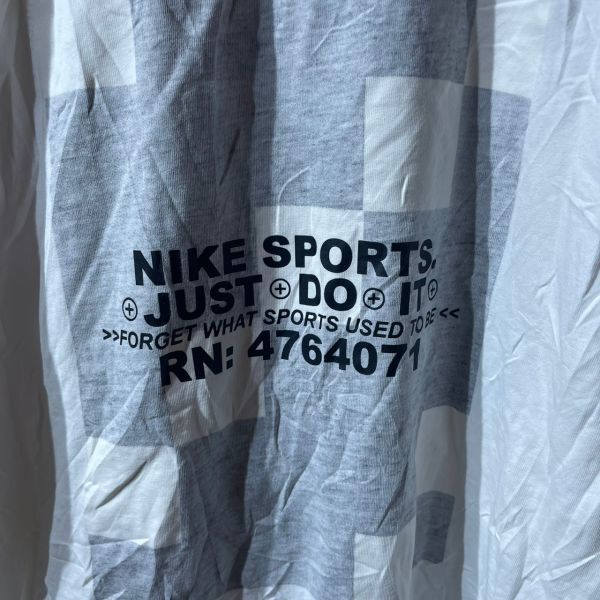 NIKE SPORTS.
⊕JUST⊕DO⊕IT⊕
>>FORGET WHAT SPORTS USED TO BE<<
RN: 4764071